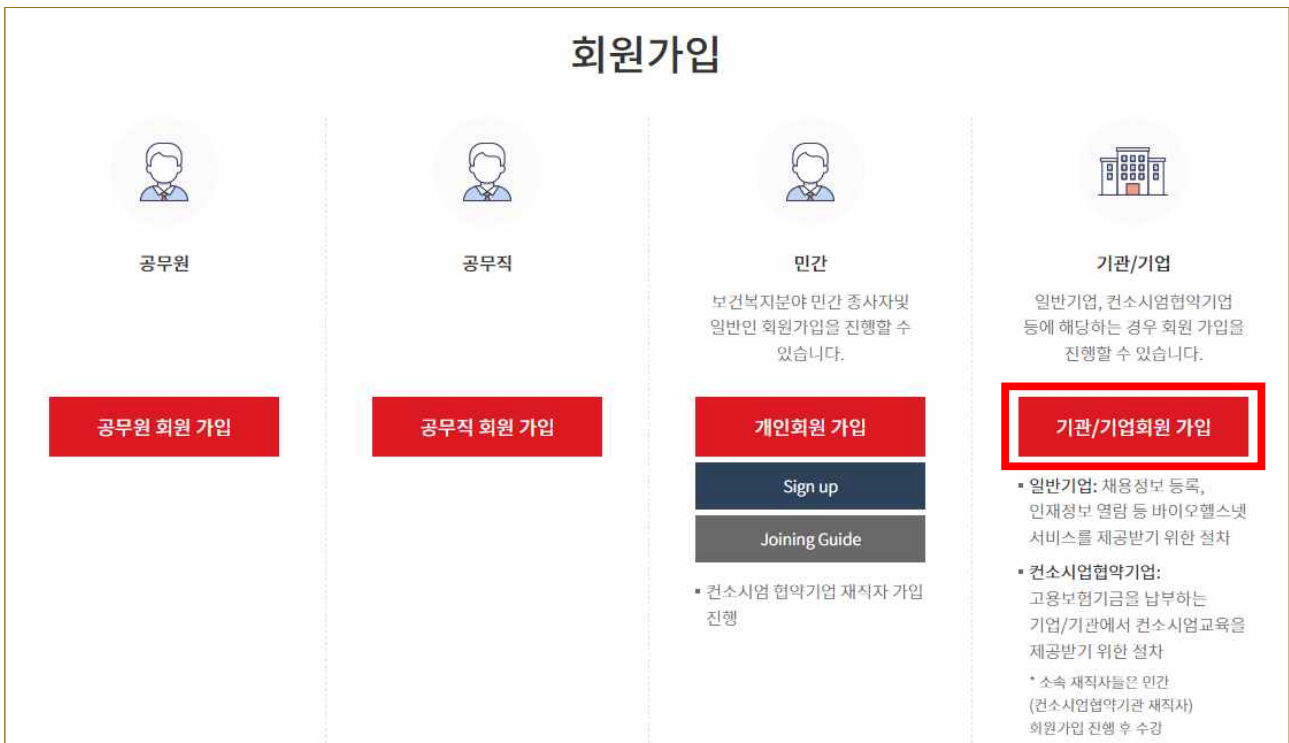 회원가입
공무원
공무원 회원 가입
공무직
공무직 회원 가입
민간
보건복지분야 민간 종사자및
일반인 회원가입을 진행할 수
있습니다.
개인회원 가입
Sign up
Joining Guide
▪ 컨소시엄 협약기업 재직자 가입
진행
기관/기업
일반기업, 컨소시엄협약기업
등에 해당하는 경우 회원 가입을
진행할 수 있습니다.
기관/기업회원 가입
▪ 일반기업: 채용정보 등록,
인재정보 열람 등 바이오헬스넷
서비스를 제공받기 위한 절차
▪ 컨소시업협약기업:
고용보험기금을 납부하는
기업/기관에서 컨소시엄교육을
제공받기 위한 절차
* 소속 재직자들은 민간
(컨소시엄협약기관 재직자)
회원가입 진행 후 수강